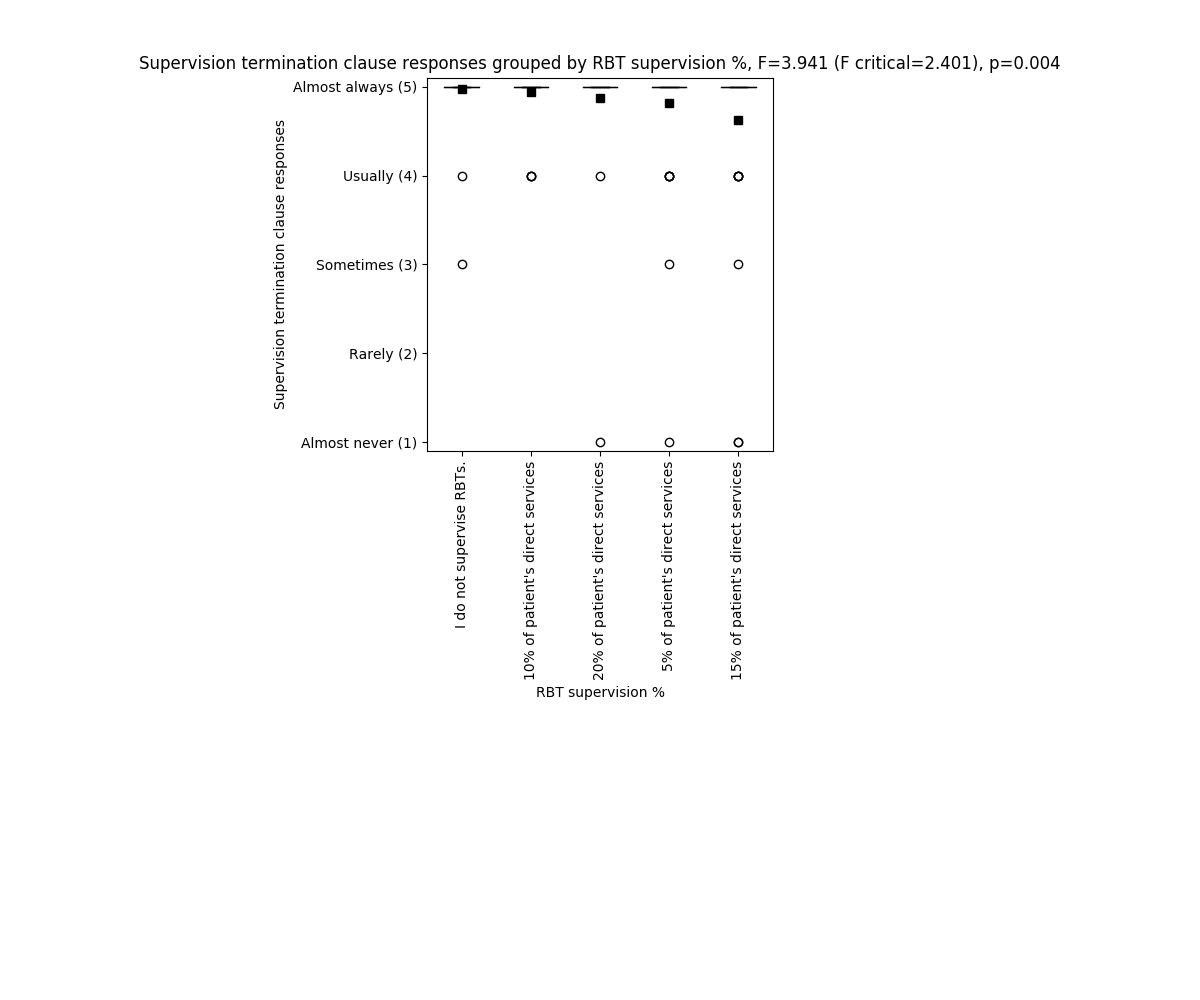 Supervision termination clause responses grouped by RBT supervision %, F=3.941 (F critical=2.401), p=0.004
Supervision termination clause responses
Almost always (5)
Usually (4)
Sometimes (3)
Rarely (2)
Almost never (1)
I do not supervise RBTs.
10% of patient's direct services
20% of patient's direct services
5% of patient's direct services
15% of patient's direct services
RBT supervision %